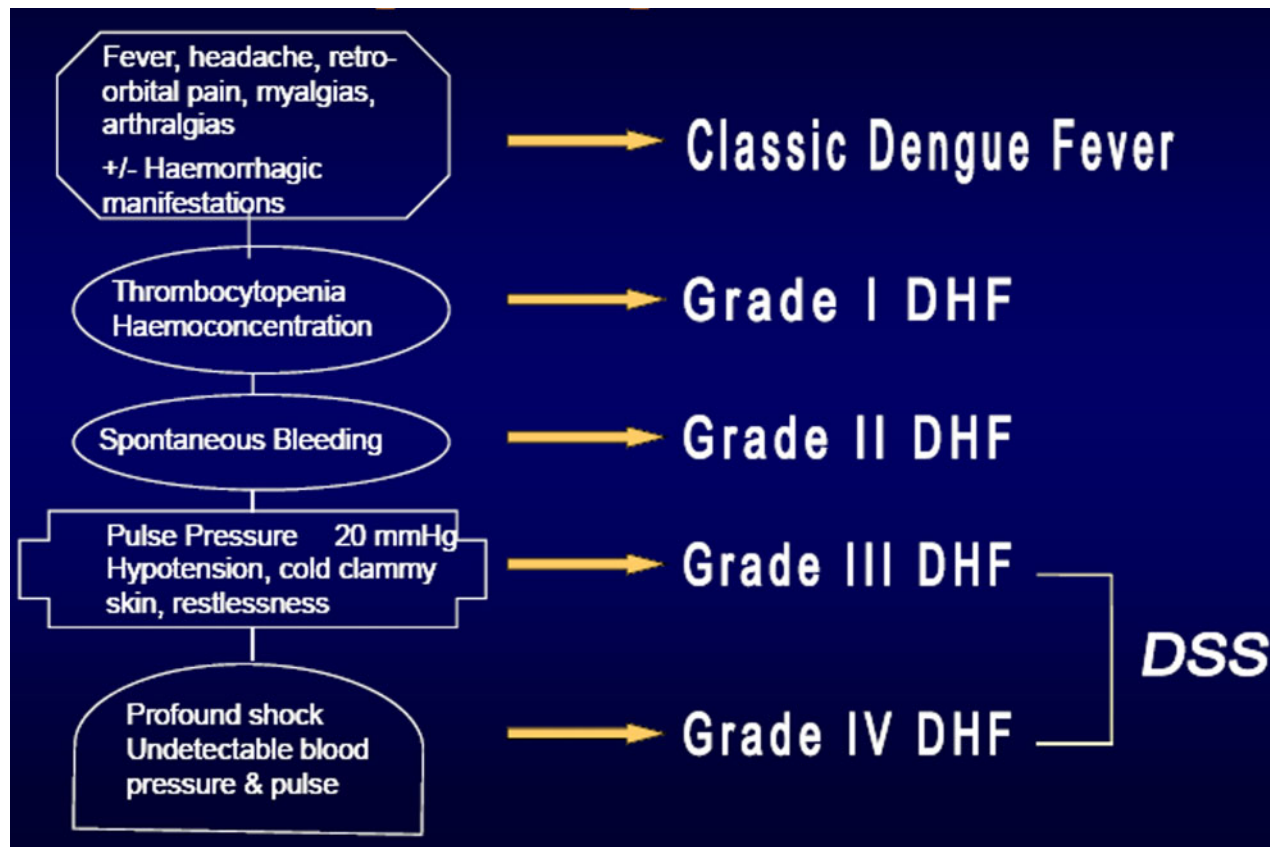 Fever, headache, retro-
orbital pain, myalgias,
arthralgias
+/- Haemorrhagic
manifestations
Classic Dengue Fever
Thrombocytopenia
Haemoconcentration
Grade I DHF
Spontaneous Bleeding
Grade II DHF
Pulse Pressure 20 mmHg
Hypotension, cold clammy
skin, restlessness
Grade III DHF
DSS
Profound shock
Undetectable blood
pressure & pulse
Grade IV DHF